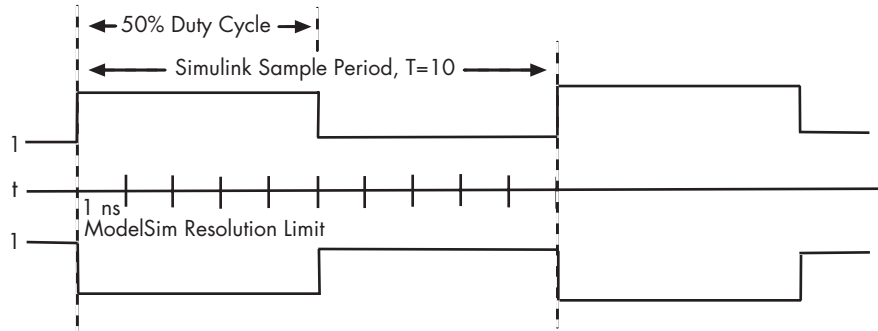 50% Duty Cycle
Simulink Sample Period, T=10
1
t
1 ns
ModelSim Resolution Limit
1